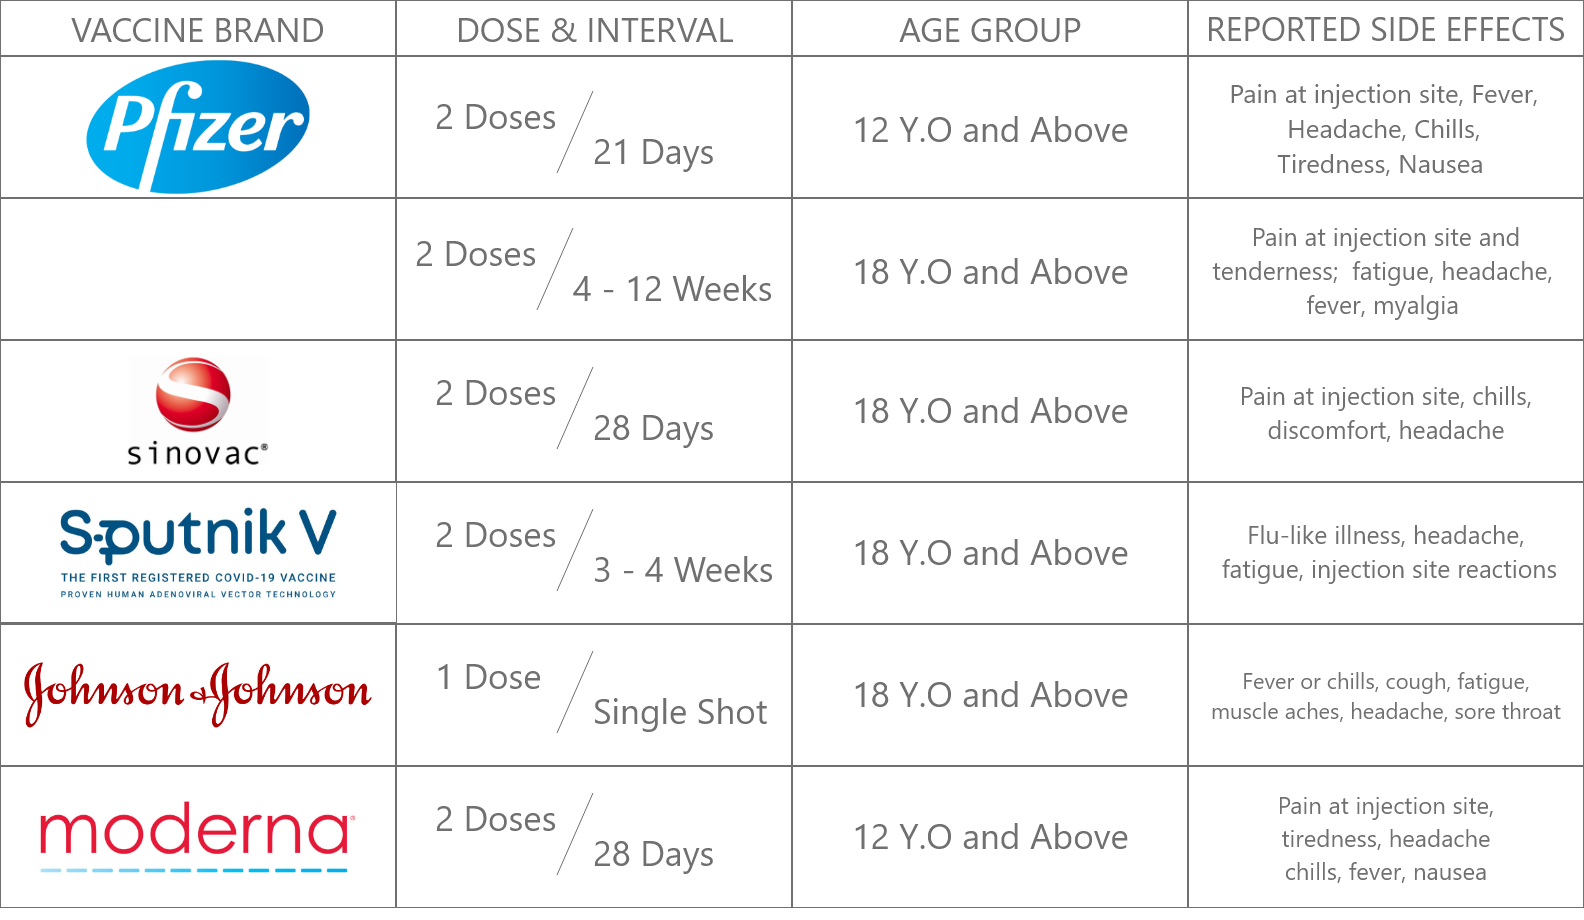 VACCINE BRAND
DOSE & INTERVAL
AGE GROUP
REPORTED SIDE EFFECTS
Pfizer
2 Doses
21 Days
12 Y.O and Above
Pain at injection site, Fever,
Headache, Chills,
Tiredness, Nausea
2 Doses
4 - 12 Weeks
18 Y.O and Above
Pain at injection site and
tenderness; fatigue, headache,
fever, myalgia
sinovac®
2 Doses
28 Days
18 Y.O and Above
Pain at injection site, chills,
discomfort, headache
Sputnik V
THE FIRST REGISTERED COVID-19 VACCINE
PROVEN HUMAN ADENOVIRAL VECTOR TECHNOLOGY
2 Doses
3 - 4 Weeks
18 Y.O and Above
Flu-like illness, headache,
fatigue, injection site reactions
Johnson & Johnson
1 Dose
Single Shot
18 Y.O and Above
Fever or chills, cough, fatigue,
muscle aches, headache, sore throat
moderna®
2 Doses
28 Days
12 Y.O and Above
Pain at injection site,
tiredness, headache
chills, fever, nausea